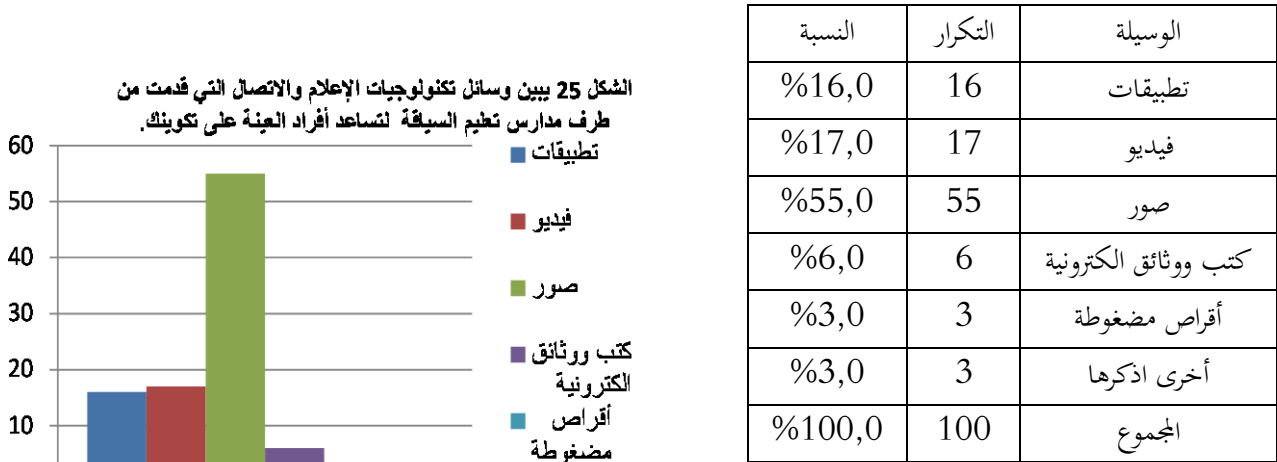 الشكل 25 يبين وسائل تكنولوجيات الإعلام والاتصال التي قدمت من
طرف مدارس تعليم السياقة لتساعد أفراد العينة على تكوينك.
60
50
40
30
20
10
تطبيقات
فيديو
صور
كتب ووثائق
الكترونية
أقراص
مضغوطة
الوسيلة التكرار النسبة
تطبيقات 16 %16,0
فيديو 17 %17,0
صور 55 %55,0
كتب ووثائق الكترونية 6 %6,0
أقراص مضغوطة 3 %3,0
أخرى اذكرها 3 %3,0
المجموع 100 %100,0